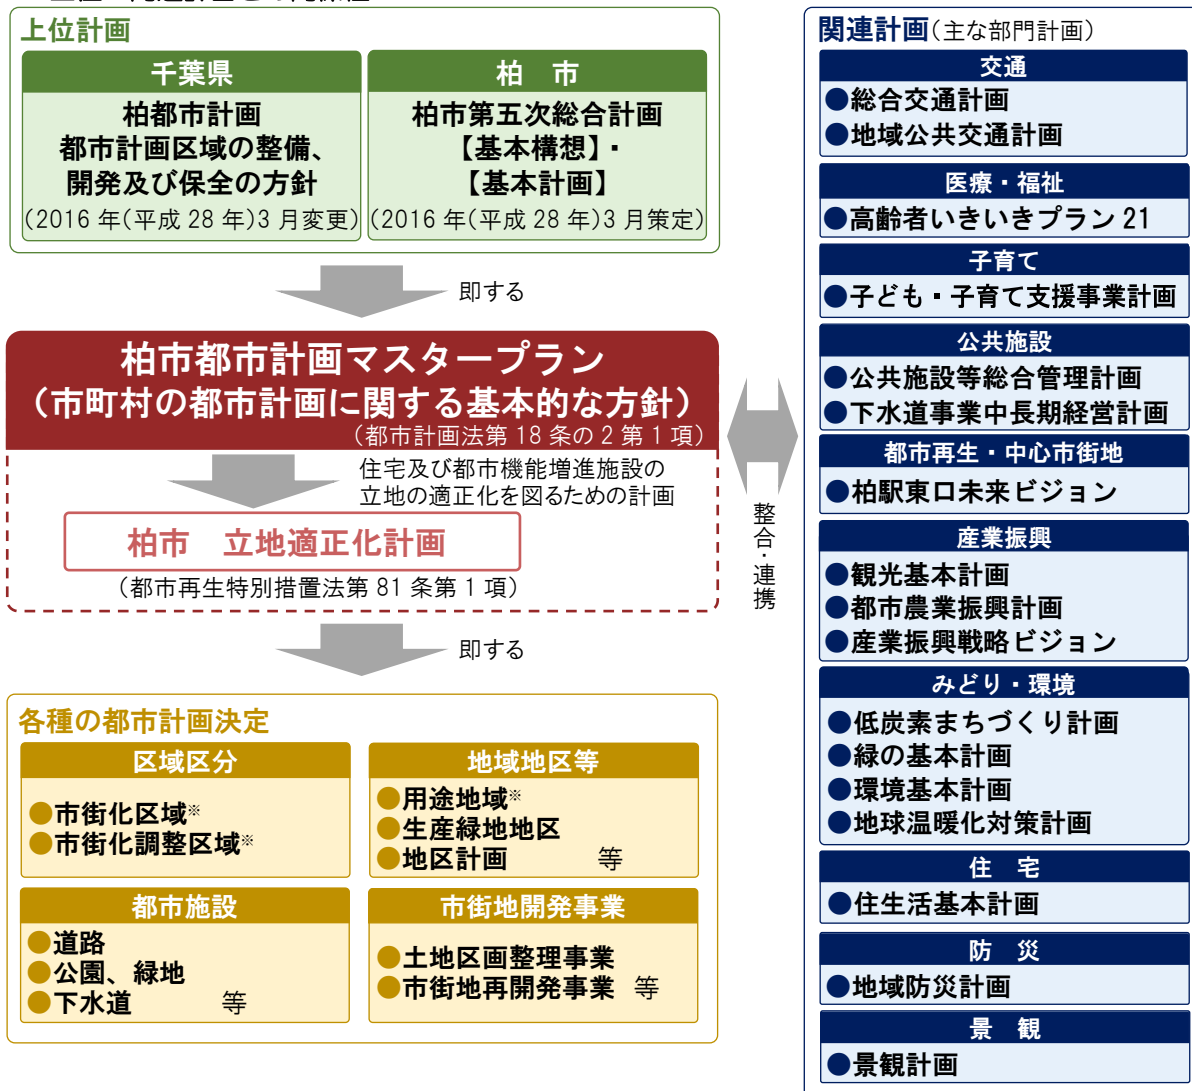 上位計画
千葉県
柏都市計画
都市計画区域の整備、
開発及び保全の方針
(2016年(平成28年)3月変更)
柏　市
柏市第五次総合計画
【基本構想】・
【基本計画】
(2016年(平成28年)3月策定)
即する
柏市都市計画マスタープラン
（市町村の都市計画に関する基本的な方針）
（都市計画法第18条の2第1項）
住宅及び都市機能増進施設の
立地の適正化を図るための計画
柏市　立地適正化計画
（都市再生特別措置法第81条第1項）
即する
整合・連携
各種の都市計画決定
区域区分
●市街化区域※
●市街化調整区域※
地域地区等
●用途地域※
●生産緑地地区
●地区計画　　　等
都市施設
●道路
●公園、緑地
●下水道　　　等
市街地開発事業
●土地区画整理事業
●市街地再開発事業　等
関連計画（主な部門計画）
交通
●総合交通計画
●地域公共交通計画
医療・福祉
●高齢者いきいきプラン21
子育て
●子ども・子育て支援事業計画
公共施設
●公共施設等総合管理計画
●下水道事業中長期経営計画
都市再生・中心市街地
●柏駅東口未来ビジョン
産業振興
●観光基本計画
●都市農業振興計画
●産業振興戦略ビジョン
みどり・環境
●低炭素まちづくり計画
●緑の基本計画
●環境基本計画
●地球温暖化対策計画
住　宅
●住生活基本計画
防　災
●地域防災計画
景　観
●景観計画